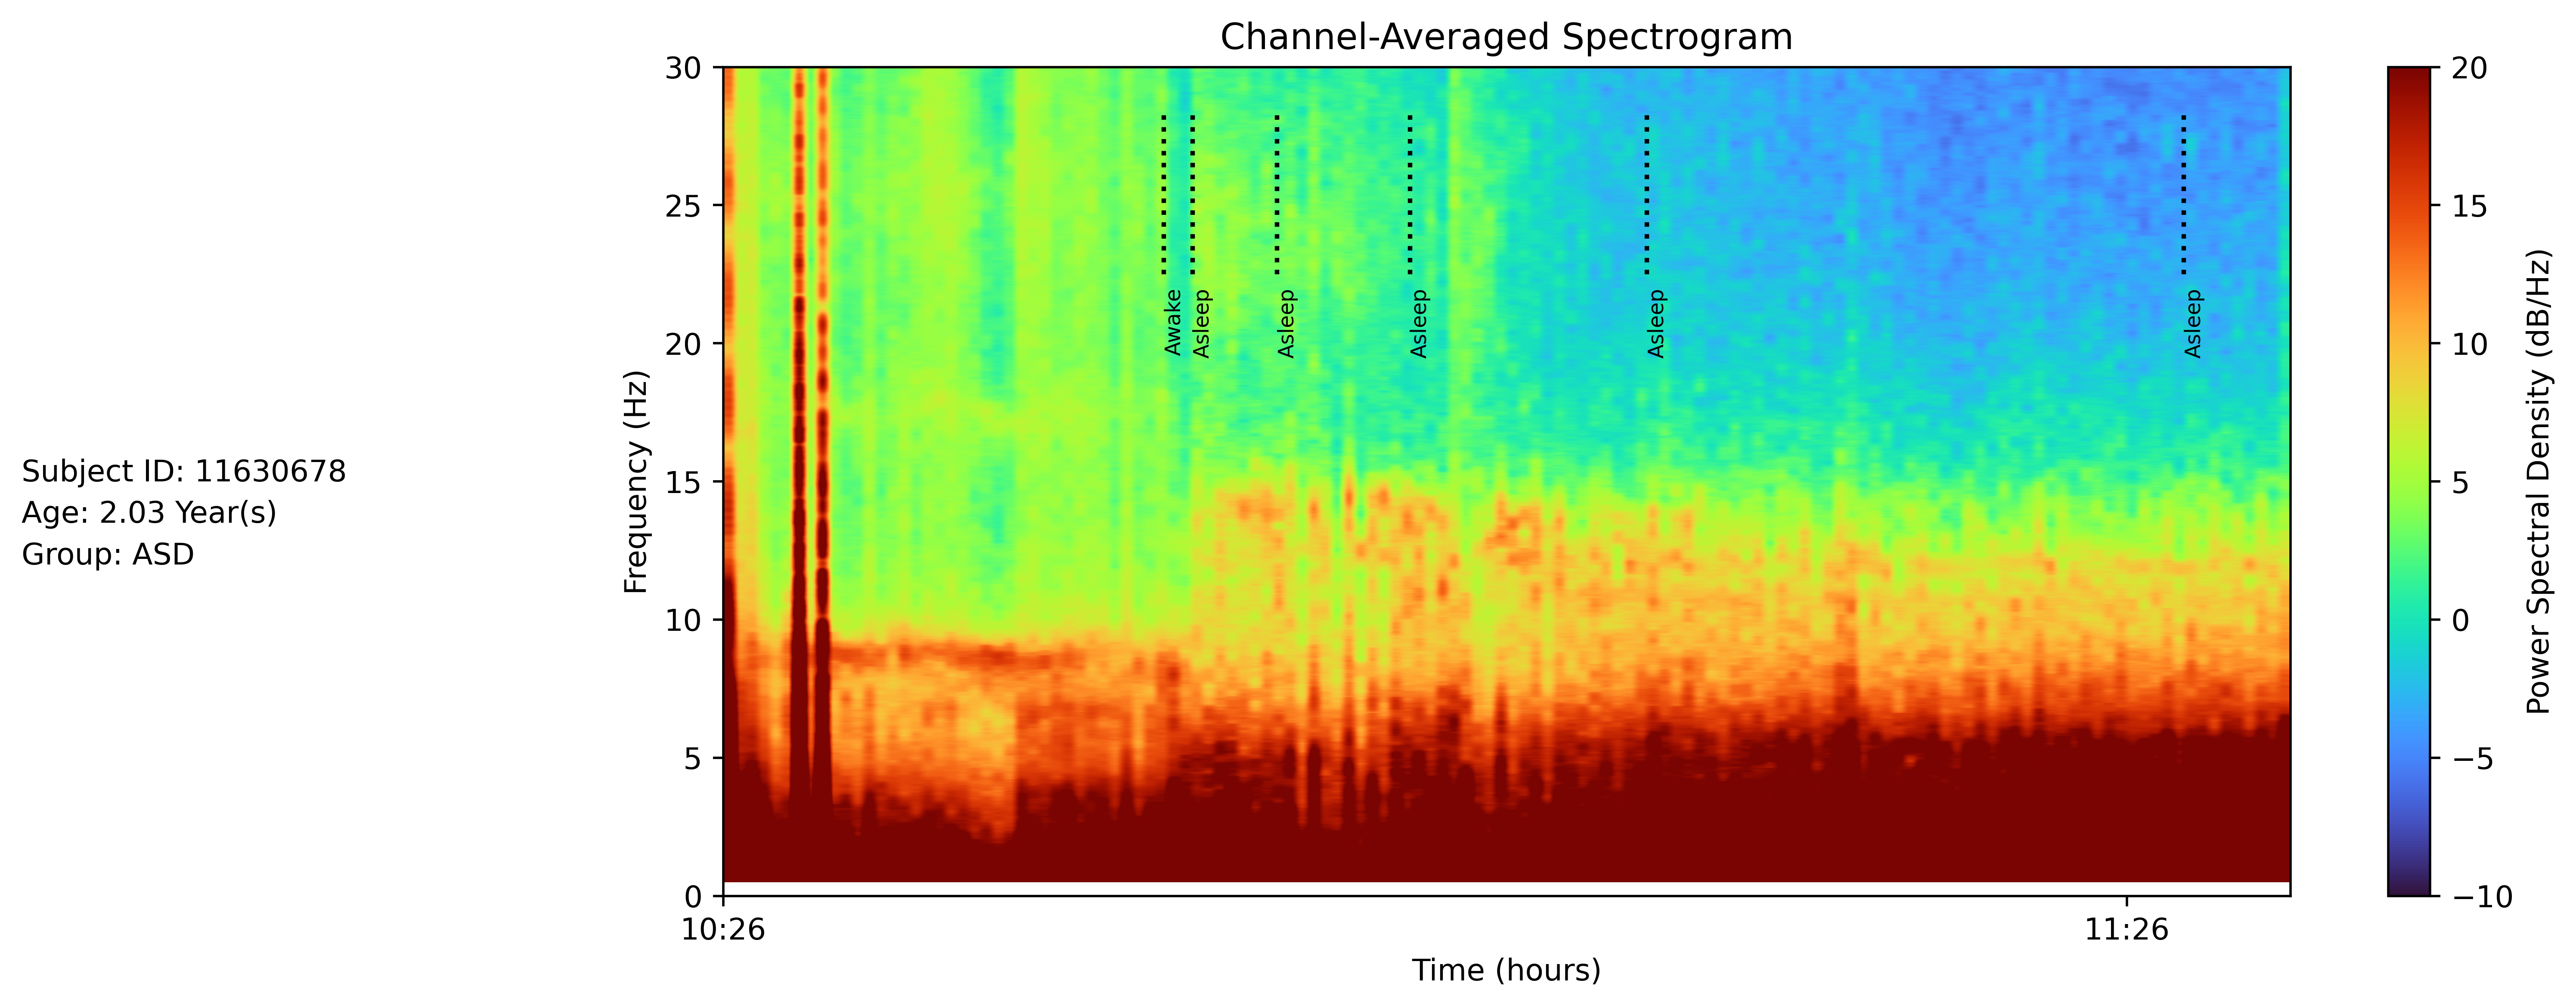 Channel-Averaged Spectrogram
Subject ID: 11630678
Age: 2.03 Year(s)
Group: ASD
Frequency (Hz)
30
25
20
15
10
5
0
Awake
Asleep
Asleep
Asleep
Asleep
Asleep
10:26
11:26
Time (hours)
20
15
10
5
0
−5
−10
Power Spectral Density (dB/Hz)